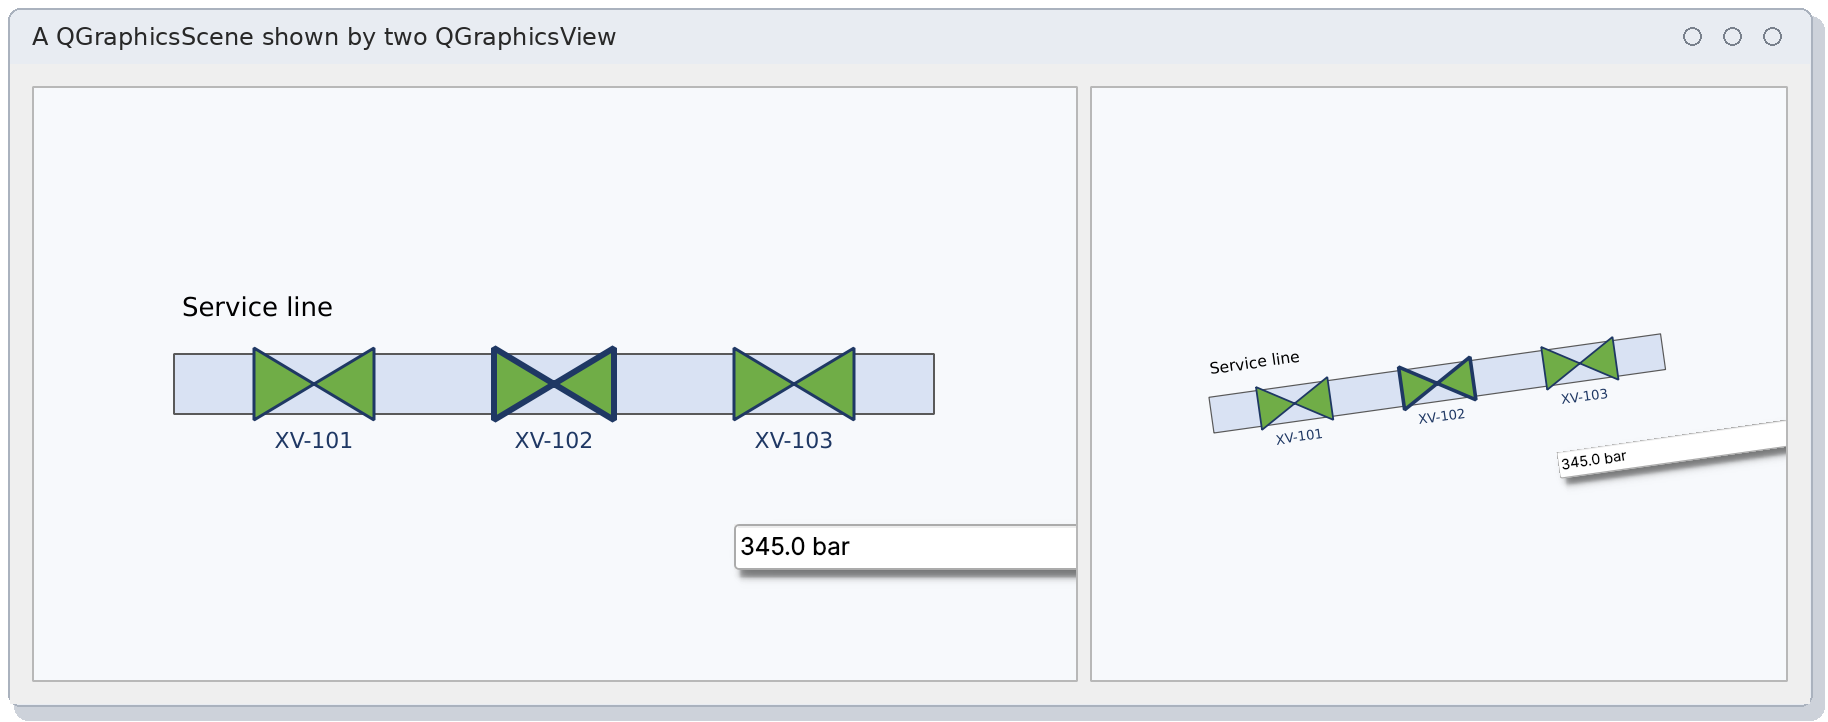 A QGraphicsScene shown by two QGraphicsView
Service line
XV-101
XV-102
XV-103
345.0 bar
Service line
XV-101
XV-102
XV-103
345.0 bar